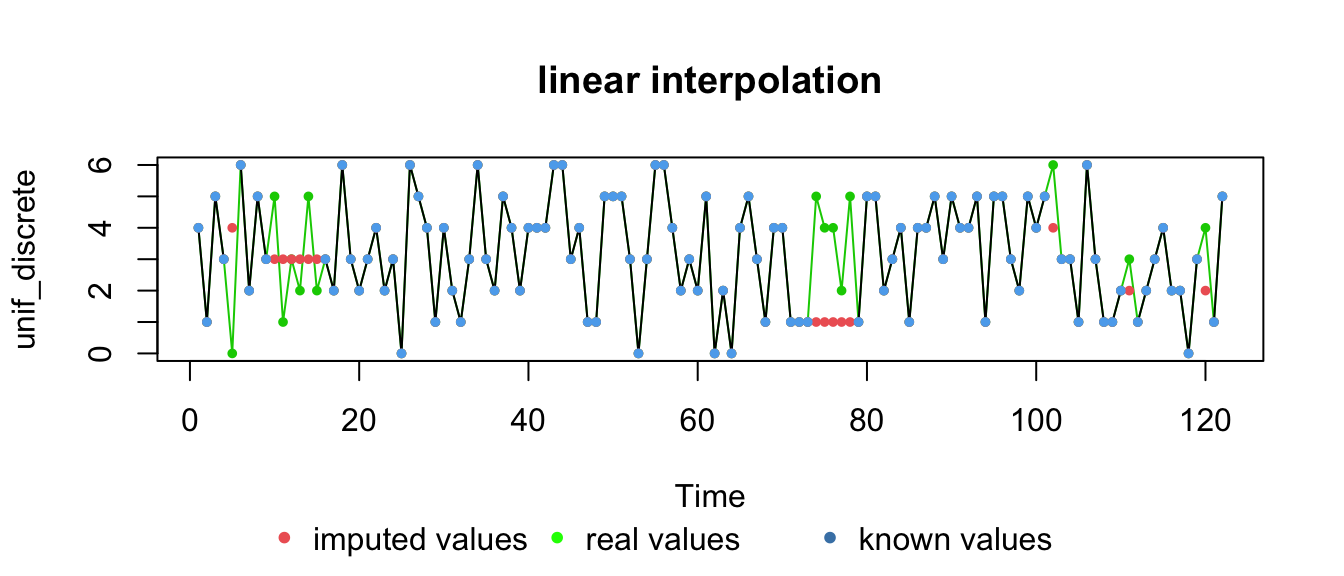 linear interpolation
unif_discrete
6
4
2
0
0 20 40 60 80 100 120
Time
imputed values real values known values